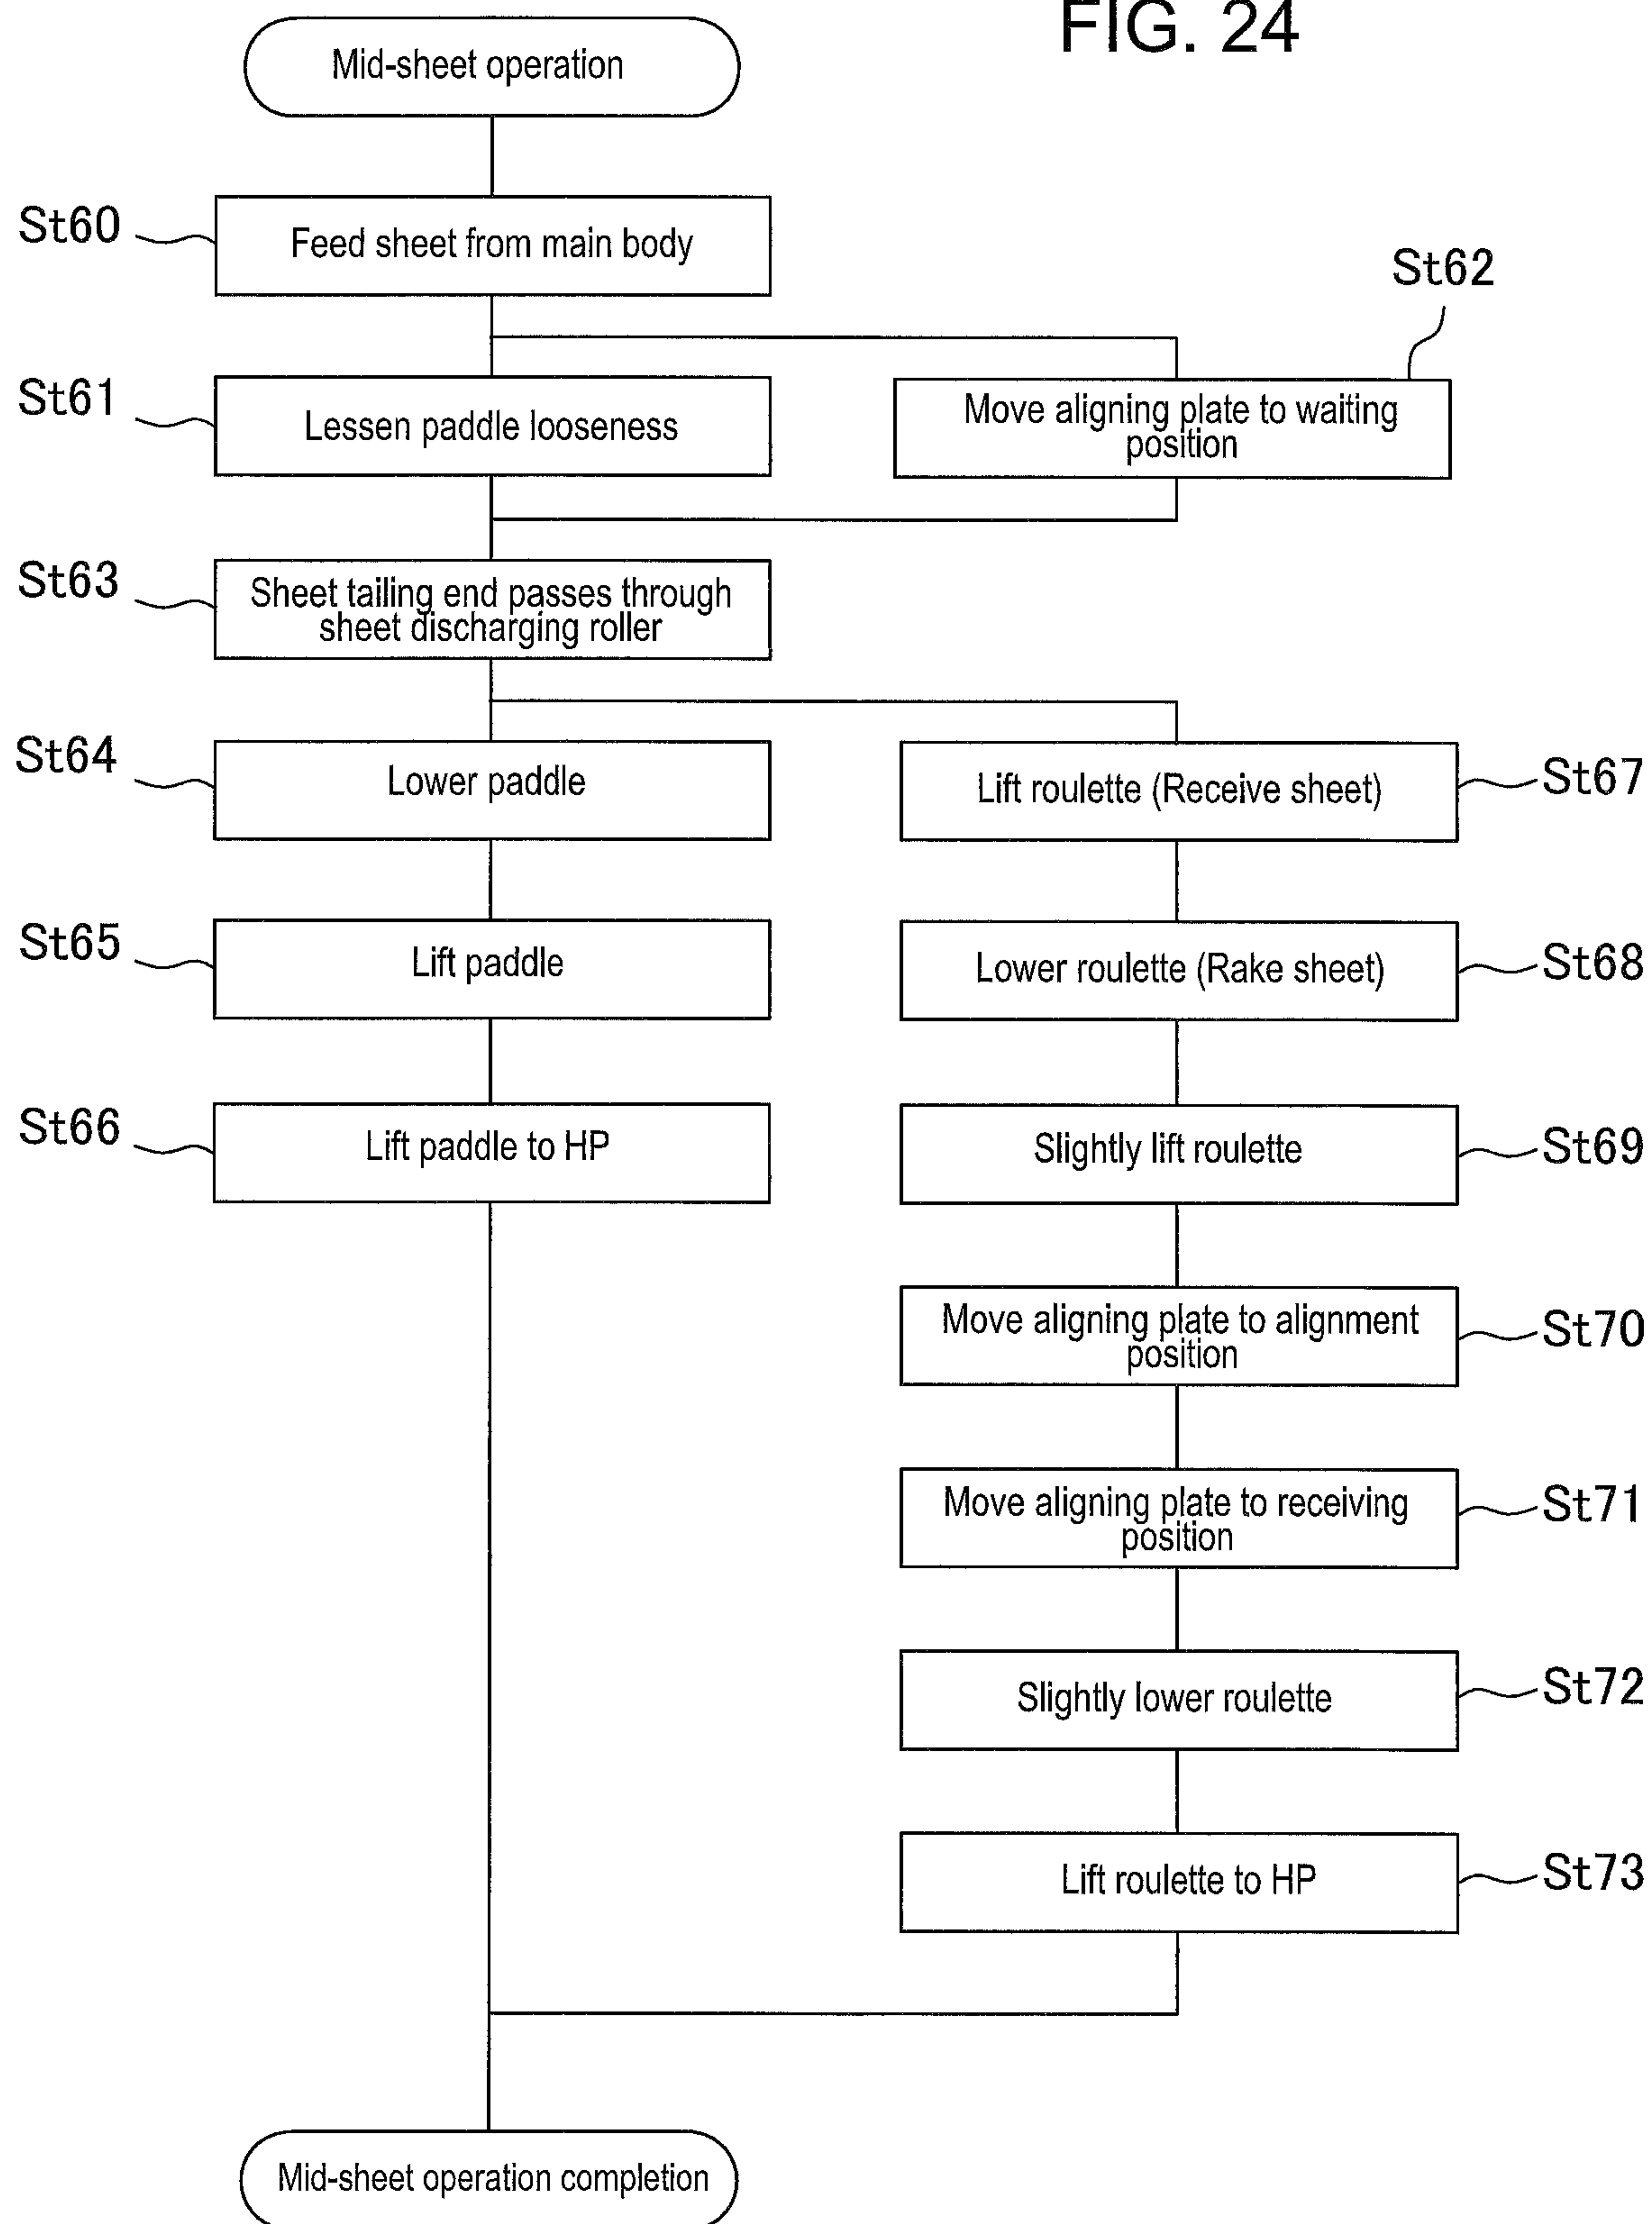 FIG. 24
Mid-sheet operation
St60
Feed sheet from main body
St62
St61
Lessen paddle looseness
Move aligning plate to waiting
position
St63
Sheet tailing end passes through
sheet discharging roller
St64
Lower paddle
Lift roulette (Receive sheet)
St67
St65
Lift paddle
Lower roulette (Rake sheet)
St68
St66
Lift paddle to HP
Slightly lift roulette
St69
Move aligning plate to alignment
position
St70
Move aligning plate to receiving
position
St71
Slightly lower roulette
St72
Lift roulette to HP
St73
Mid-sheet operation completion